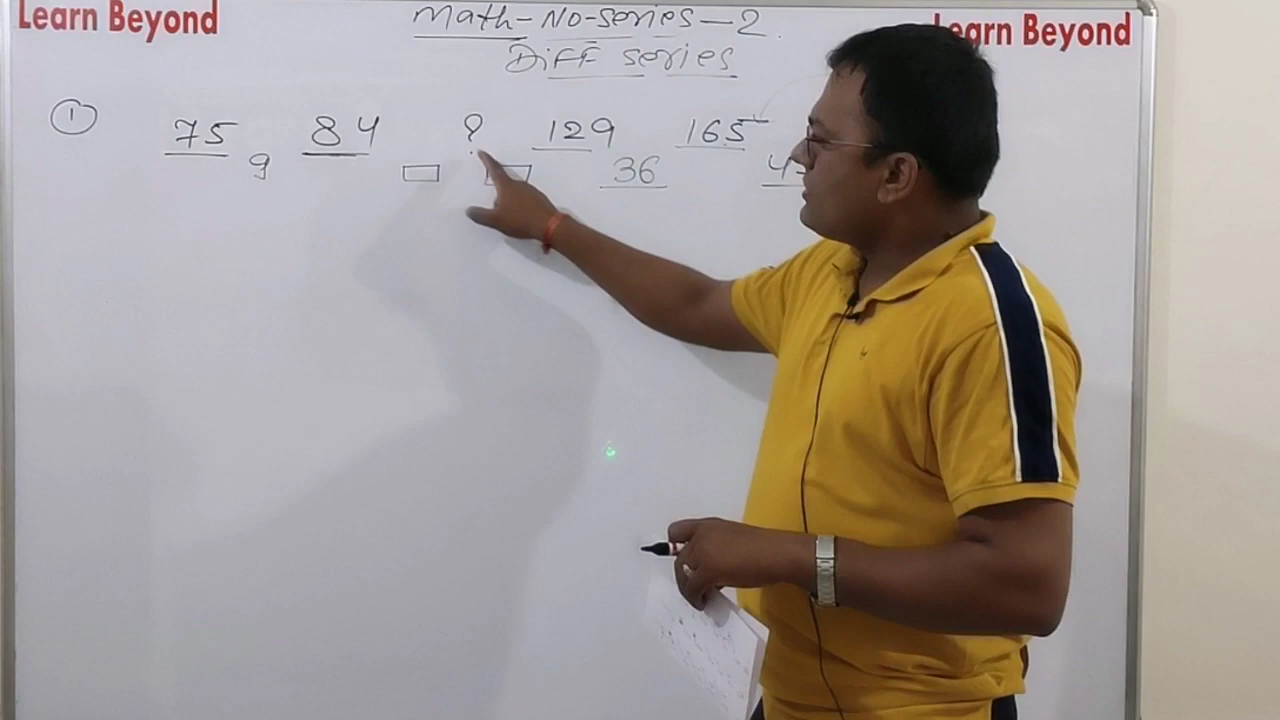 Learn Beyond
Math-No-series-2.
Learn Beyond
Diff series
1
75 84 ? 129 165
9 36